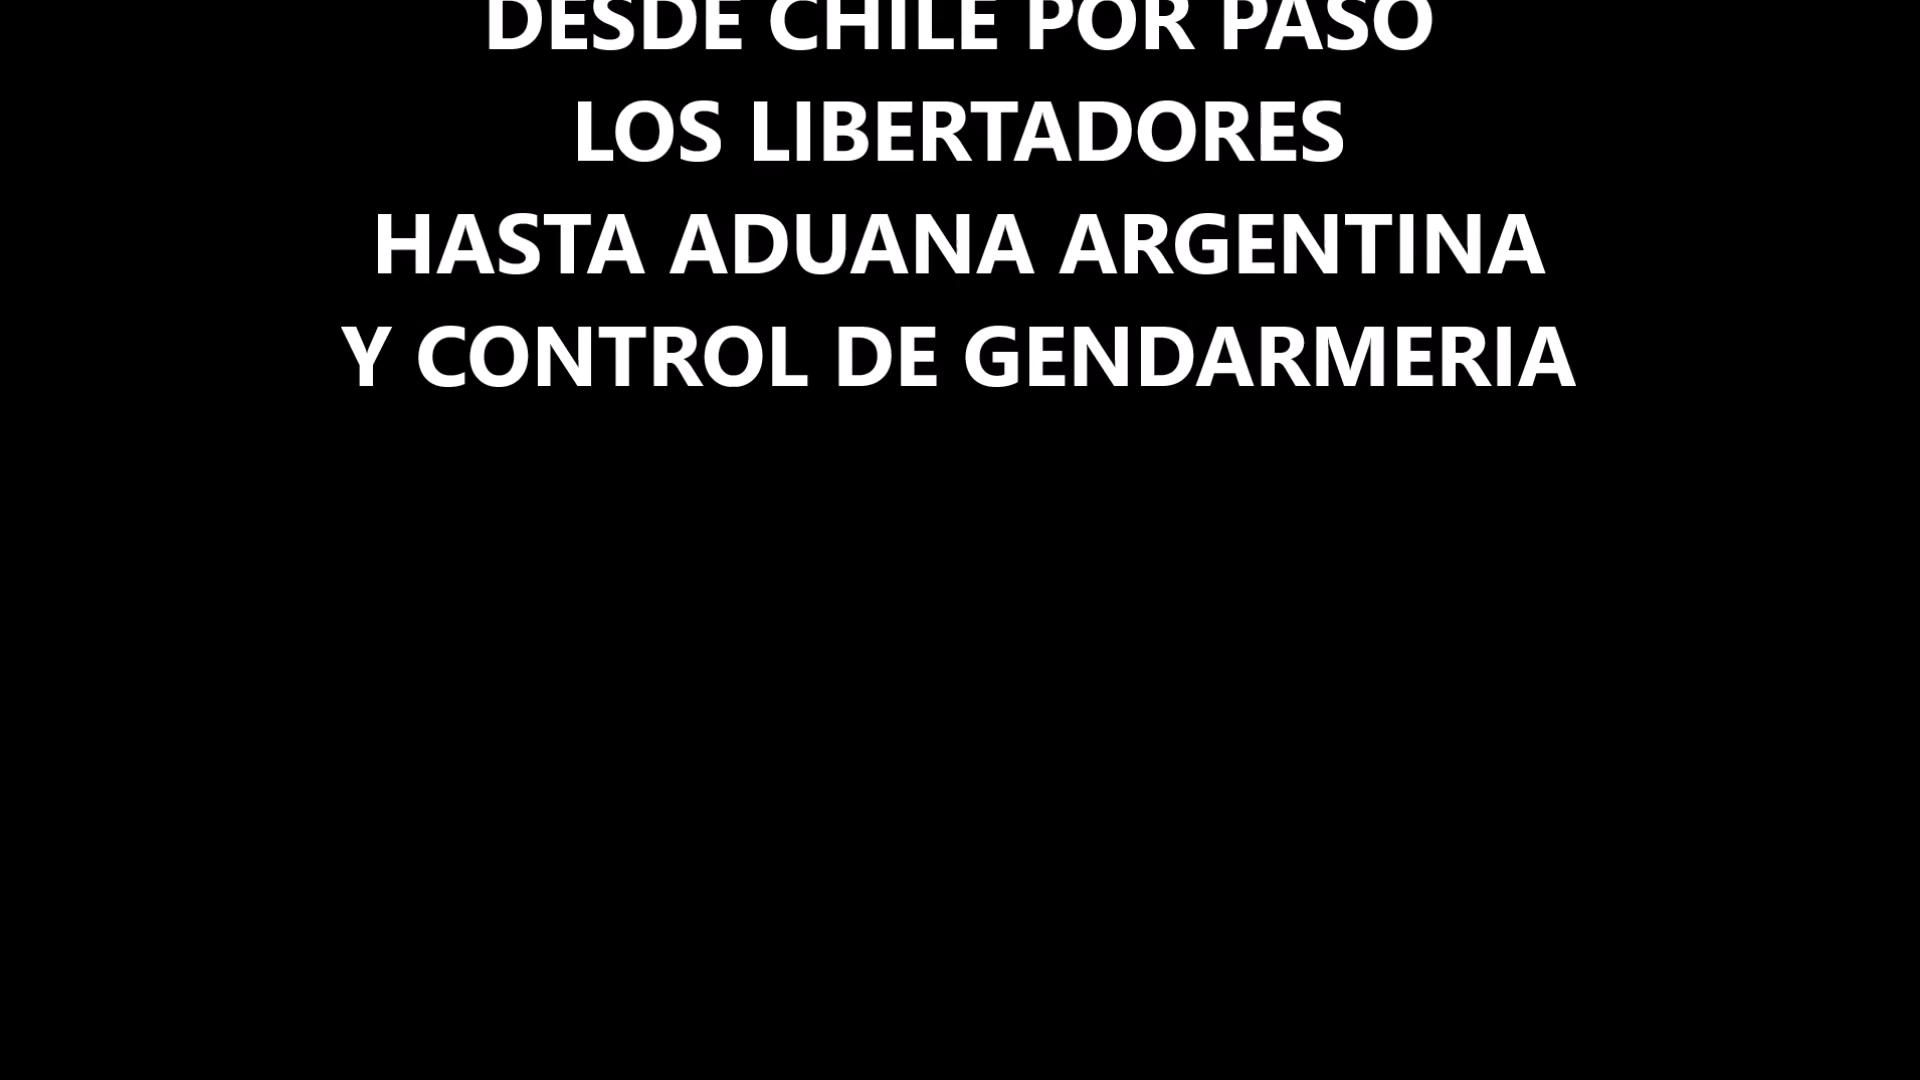 DESDE CHILE POR PASO
LOS LIBERTADORES
HASTA ADUANA ARGENTINA
Y CONTROL DE GENDARMERIA